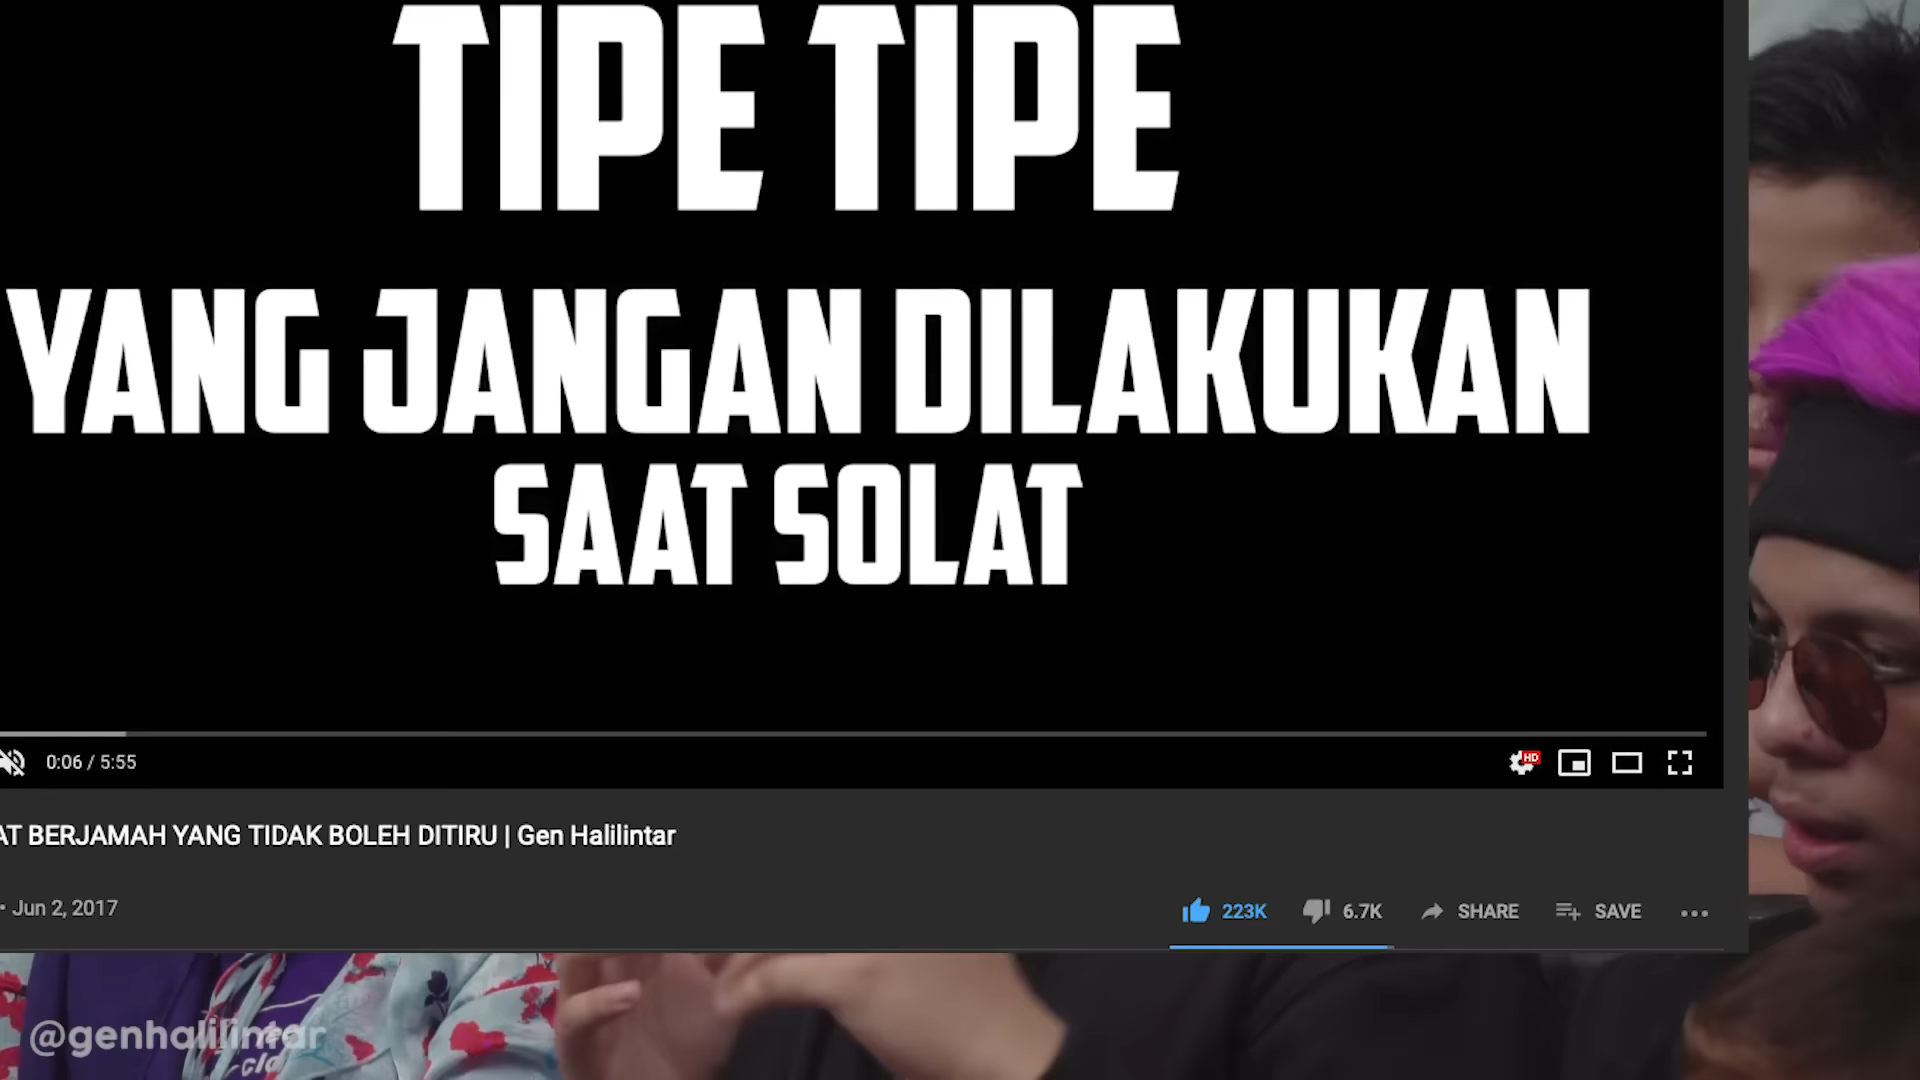 TIPE TIPE
YANG JANGAN DILAKUKAN
SAAT SOLAT
0:06 / 5:55
HD
AT BERJAMAH YANG TIDAK BOLEH DITIRU | Gen Halilintar
• Jun 2, 2017
223K 6.7K SHARE SAVE
@genhalilintar